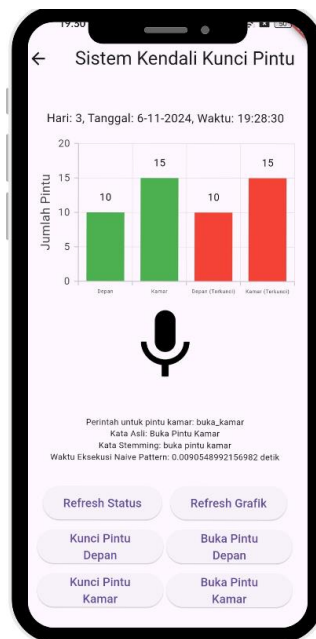 19:30
Sistem Kendali Kunci Pintu
Hari: 3, Tanggal: 6-11-2024, Waktu: 19:28:30
Jumlah Pintu
20
15
10
5
0
10
15
10
15
Depan
Kamar
Depan (Terkunci)
Kamar (Terkunci)
Perintah untuk pintu kamar: buka_kamar
Kata Asli: Buka Pintu Kamar
Kata Stemming: buka pintu kamar
Waktu Eksekusi Naive Pattern: 0.0090548992156982 detik
Refresh Status
Refresh Grafik
Kunci Pintu
Depan
Buka Pintu
Depan
Kunci Pintu
Kamar
Buka Pintu
Kamar